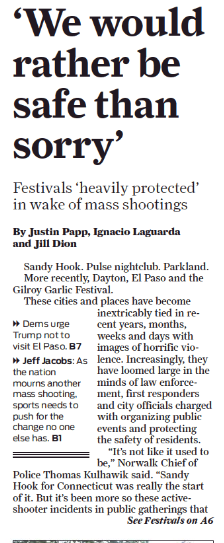 ‘We would
rather be
safe than
sorry’
Festivals ‘heavily protected’
in wake of mass shootings
By Justin Papp, Ignacio Laguarda
and Jill Dion
Sandy Hook. Pulse nightclub. Parkland.
More recently, Dayton, El Paso and the
Gilroy Garlic Festival.
These cities and places have become
inextricably tied in re-
cent years, months,
weeks and days with
images of horrific vio-
lence. Increasingly, they
have loomed large in the
minds of law enforce-
ment, first responders
and city officials charged
with organizing public
events and protecting
the safety of residents.
“It’s not like it used to
be,” Norwalk Chief of
Police Thomas Kulhawik said. “Sandy
Hook for Connecticut was really the start
of it. But it’s been more so these active-
shooter incidents in public gatherings that
See Festivals on A6
Dems urge
Trump not to
visit El Paso. B7
Jeff Jacobs: As
the nation
mourns another
mass shooting,
sports needs to
push for the
change no one
else has. B1